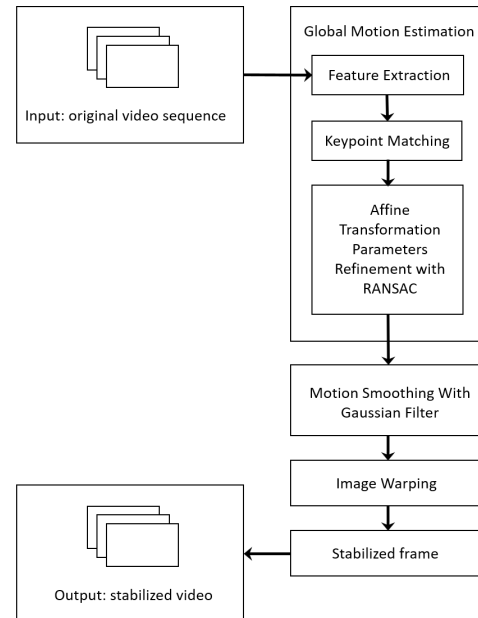 Input: original video sequence
Global Motion Estimation
Feature Extraction
Keypoint Matching
Affine
Transformation
Parameters
Refinement with
RANSAC
Motion Smoothing With
Gaussian Filter
Image Warping
Stabilized frame
Output: stabilized video